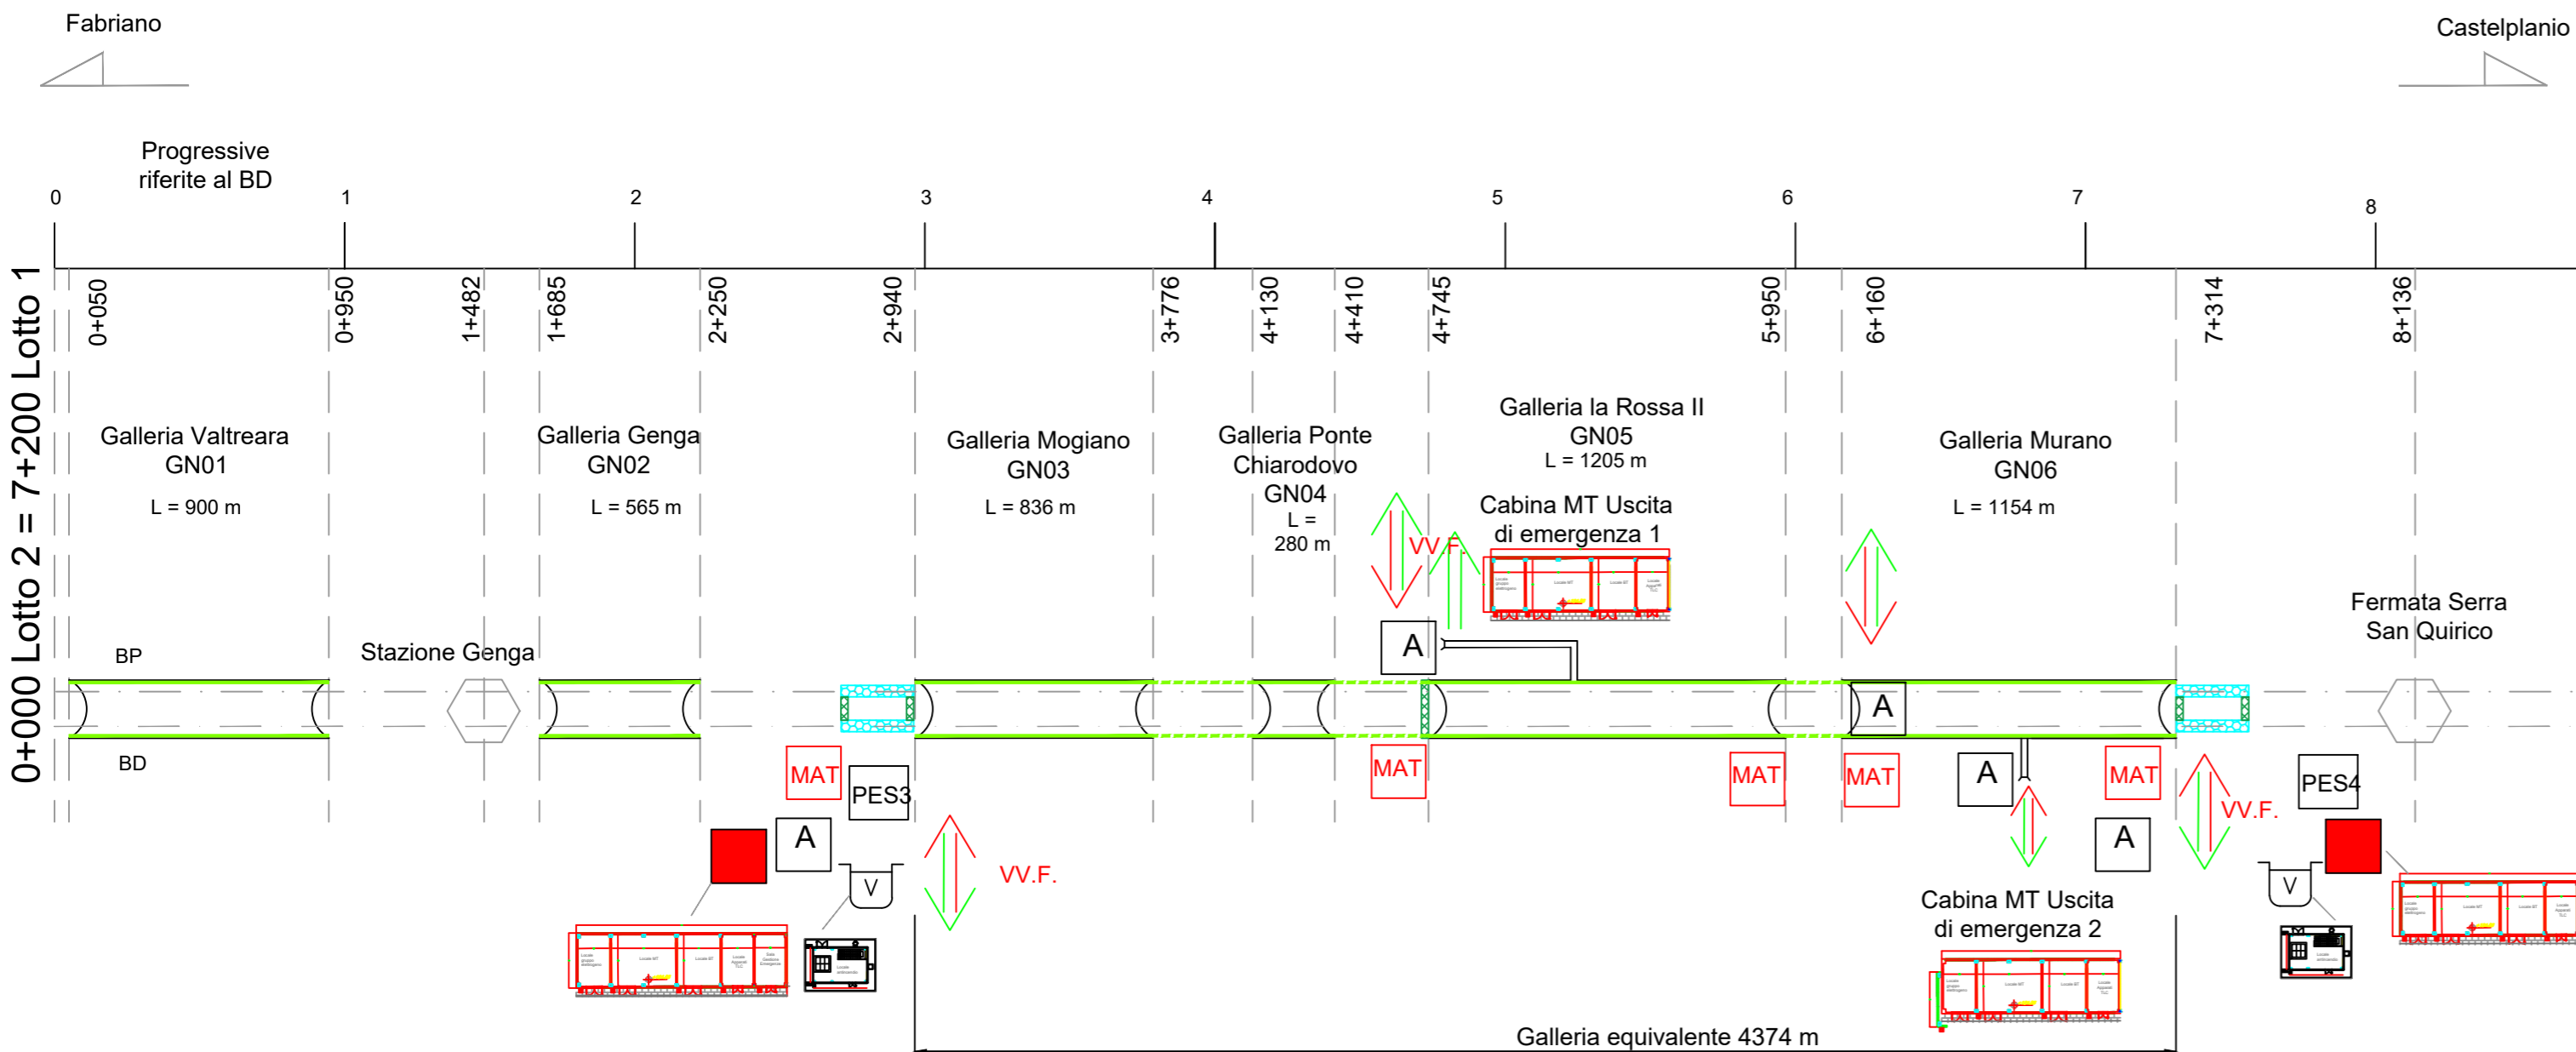 Fabriano
Castelplanio
Progressive
riferite al BD
0
1
2
3
4
5
6
7
8
0+000 Lotto 2 = 7+200 Lotto 1
0+050
0+950
1+482
1+685
2+250
2+940
3+776
4+130
4+410
4+745
5+950
6+160
7+314
8+136
Galleria Valtreara
GN01
L = 900 m
Galleria Genga
GN02
L = 565 m
Galleria Mogiano
GN03
L = 836 m
Galleria Ponte
Chiarodovo
GN04
L =
280 m
Galleria la Rossa II
GN05
L = 1205 m
Cabina MT Uscita
di emergenza 1
VV.F.
Galleria Murano
GN06
L = 1154 m
Fermata Serra
San Quirico
BP
Stazione Genga
A
A
BD
MAT
PES3
A
V
VV.F.
MAT
MAT
MAT
A
MAT
A
VV.F.
PES4
V
Cabina MT Uscita
di emergenza 2
Galleria equivalente 4374 m